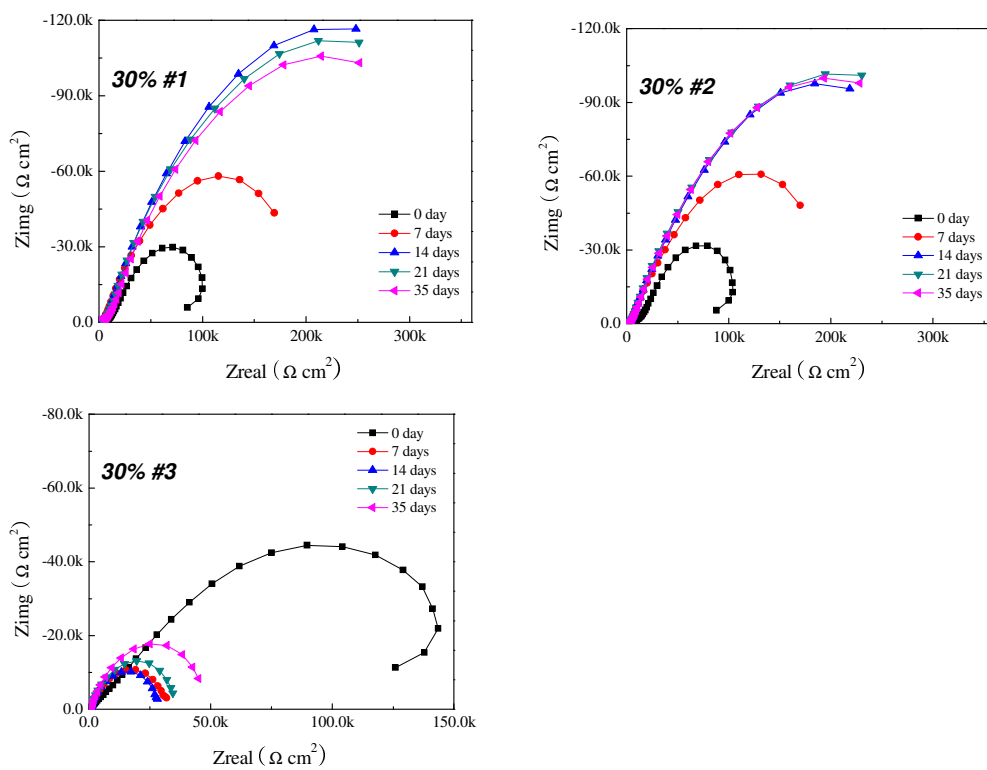 -120.0k
-90.0k
-60.0k
-30.0k
0.0
Zimg ( Ω cm²)
30% #1
0 day
7 days
14 days
21 days
35 days
0
100k
200k
300k
Zreal ( Ω cm²)
-120.0k
-90.0k
-60.0k
-30.0k
0.0
Zimg ( Ω cm²)
30% #2
0 day
7 days
14 days
21 days
35 days
0
100k
200k
300k
Zreal ( Ω cm²)
-80.0k
-60.0k
-40.0k
-20.0k
0.0
Zimg ( Ω cm²)
30% #3
0 day
7 days
14 days
21 days
35 days
0.0
50.0k
100.0k
150.0k
Zreal ( Ω cm²)